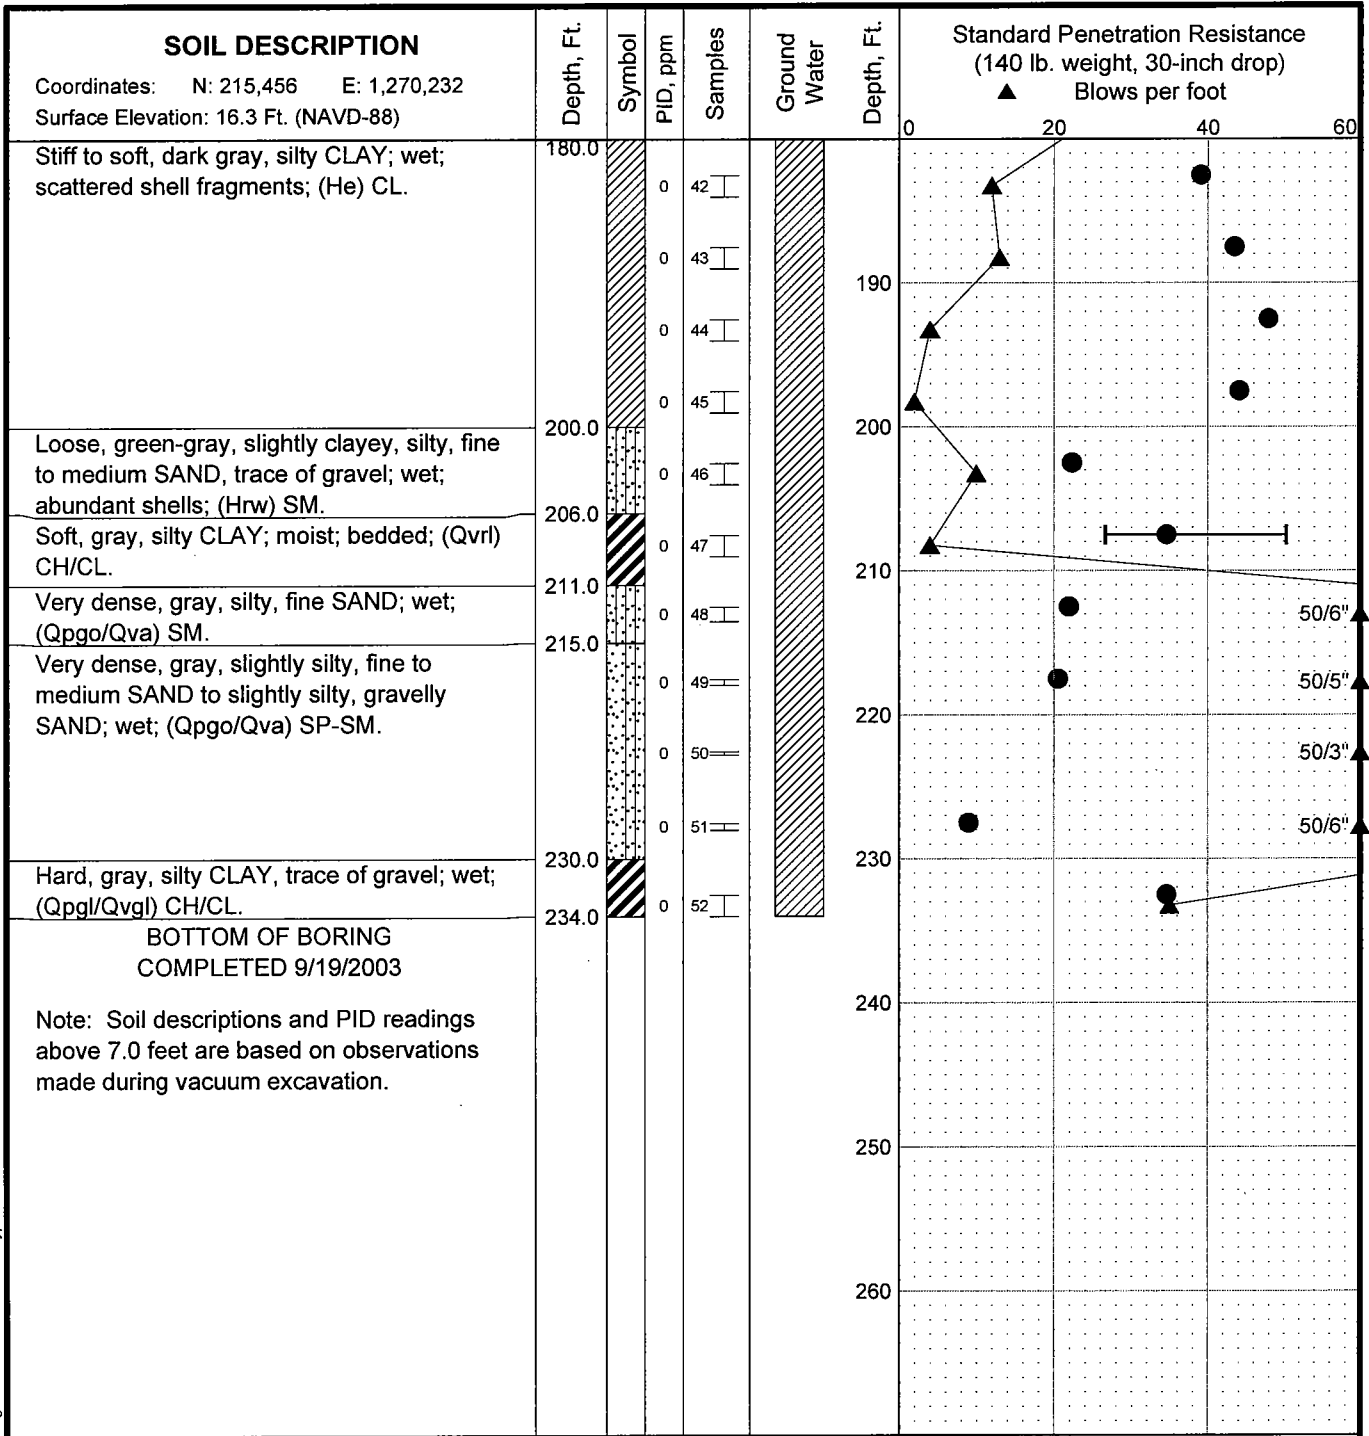 SOIL DESCRIPTION
Coordinates: N: 215,456 E: 1,270,232
Surface Elevation: 16.3 Ft. (NAVD-88)
Depth, Ft.
Symbol
PID, ppm
Samples
Ground
Water
Depth, Ft.
Standard Penetration Resistance
(140 lb. weight, 30-inch drop)
▲ Blows per foot
0 20 40 60
Stiff to soft, dark gray, silty CLAY; wet;
scattered shell fragments; (He) CL.
180.0
0 42
0 43
190
0 44
0 45
200.0
200
Loose, green-gray, slightly clayey, silty, fine
to medium SAND, trace of gravel; wet;
abundant shells; (Hrw) SM.
0 46
206.0
Soft, gray, silty CLAY; moist; bedded; (Qvrl)
CH/CL.
0 47
210
211.0
Very dense, gray, silty, fine SAND; wet;
(Qpgo/Qva) SM.
0 48
50/6"
215.0
Very dense, gray, slightly silty, fine to
medium SAND to slightly silty, gravelly
SAND; wet; (Qpgo/Qva) SP-SM.
0 49
50/5"
220
0 50
50/3"
0 51
50/6"
230.0
230
Hard, gray, silty CLAY, trace of gravel; wet;
(Qpgl/Qvgl) CH/CL.
0 52
234.0
BOTTOM OF BORING
COMPLETED 9/19/2003
Note: Soil descriptions and PID readings
above 7.0 feet are based on observations
made during vacuum excavation.
240
250
260